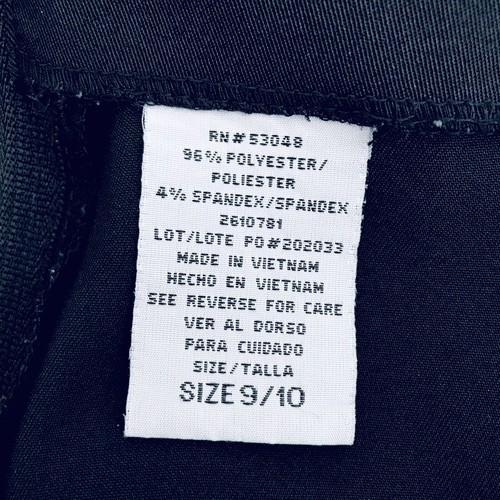 RN#53048
96% POLYESTER/
POLIESTER
4% SPANDEX/SPANDEX
2610781
LOT/LOTE PO#202033
MADE IN VIETNAM
HECHO EN VIETNAM
SEE REVERSE FOR CARE
VER AL DORSO
PARA CUIDADO
SIZE/TALLA
SIZE 9/10